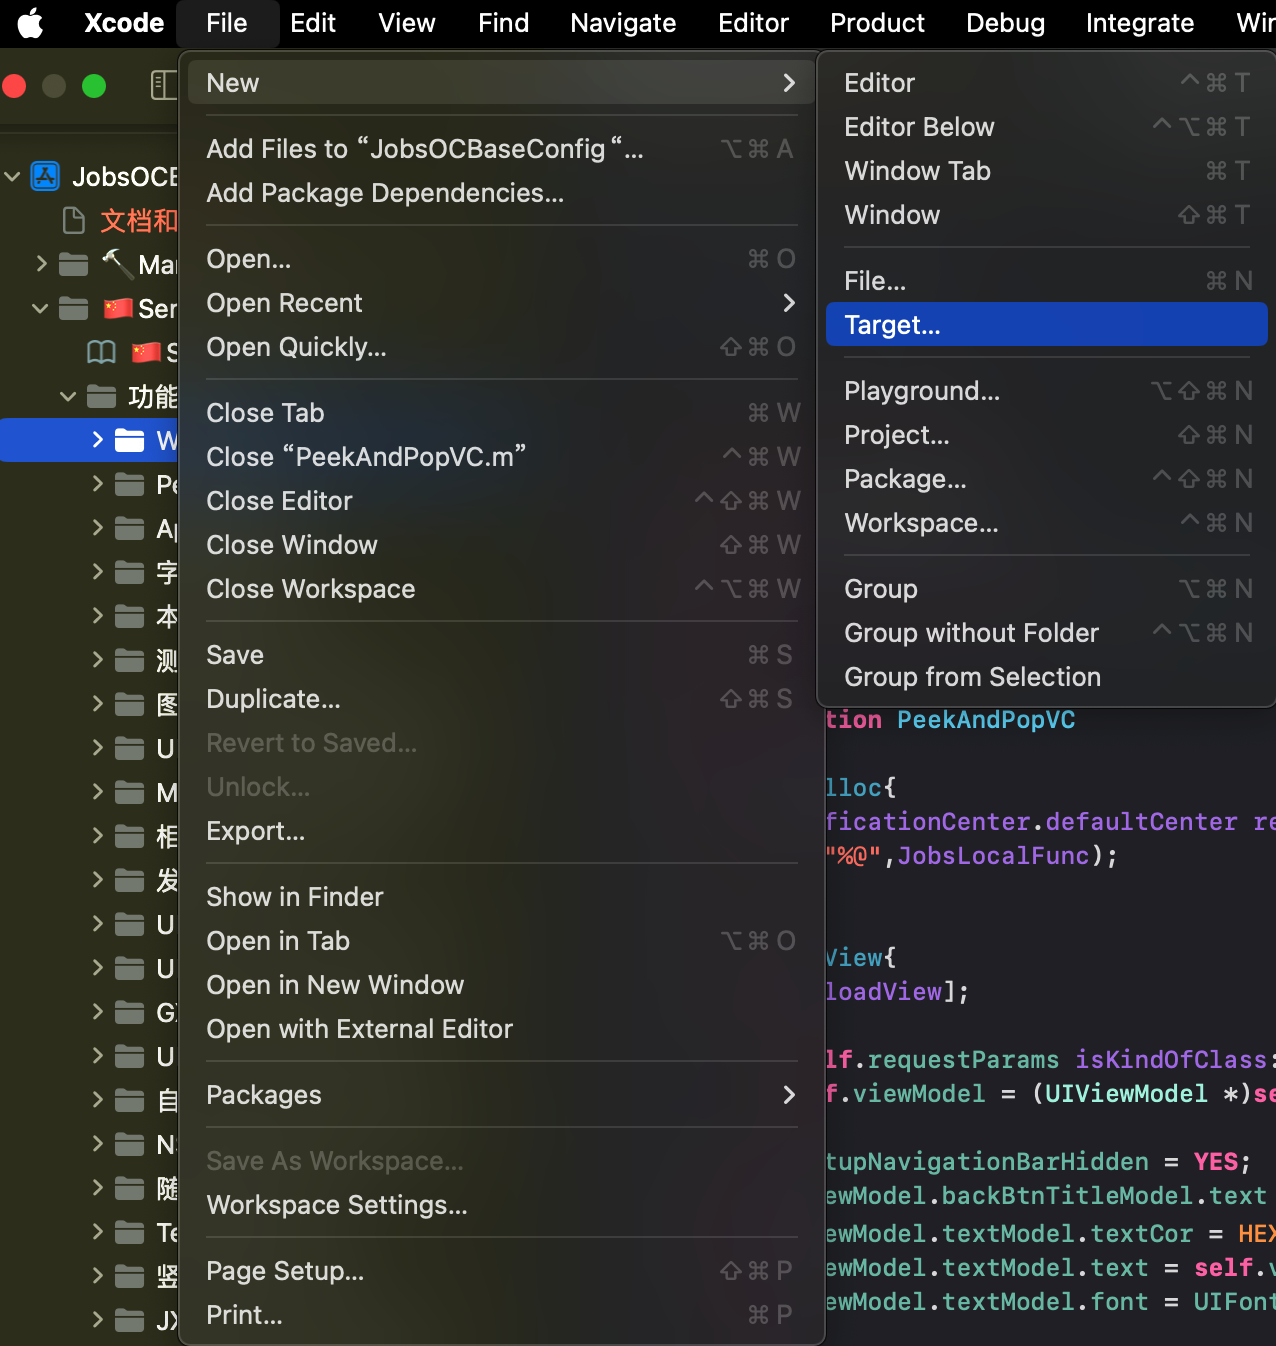 Xcode File Edit View Find Navigate Editor Product Debug Integrate
New
Add Files to “JobsOCBaseConfig “...
⌥⌘A
Add Package Dependencies...
Open...
⌘O
Open Recent
Open Quickly...
⇧⌘O
Close Tab
⌘W
Close “PeekAndPopVC.m”
^⌘W
Close Editor
^⇧⌘W
Close Window
⇧⌘W
Close Workspace
^⌥⌘W
Save
⌘S
Duplicate...
⇧⌘S
Revert to Saved...
Unlock...
Export...
Show in Finder
Open in Tab
⌥⌘O
Open in New Window
Open with External Editor
Packages
Save As Workspace...
Workspace Settings...
Page Setup...
⇧⌘P
Print...
⌘P
Editor
^⌘T
Editor Below
^⌥⌘T
Window Tab
⌘T
Window
⇧⌘T
File...
⌘N
Target...
Playground...
⌥⇧⌘N
Project...
⇧⌘N
Package...
^⇧⌘N
Workspace...
^⌘N
Group
⌥⌘N
Group without Folder
^⌥⌘N
Group from Selection
JobsOCB
文档和
🔨Mar
🇨🇳Ser
🇨🇳S
功能
W
Pe
Ap
字
本
测
图
U
M
相
发
U
U
GX
U
自
NS
随
Te
竖
JX
tion PeekAndPopVC
lloc{
ficationCenter.defaultCenter re
"%@",JobsLocalFunc);
View{
loadView];
lf.requestParams isKindOfClass:
f.viewModel = (UIViewModel *)se
tupNavigationBarHidden = YES;
ewModel.backBtnTitleModel.text
ewModel.textModel.textCor = HEX
ewModel.textModel.text = self.v
ewModel.textModel.font = UIFont